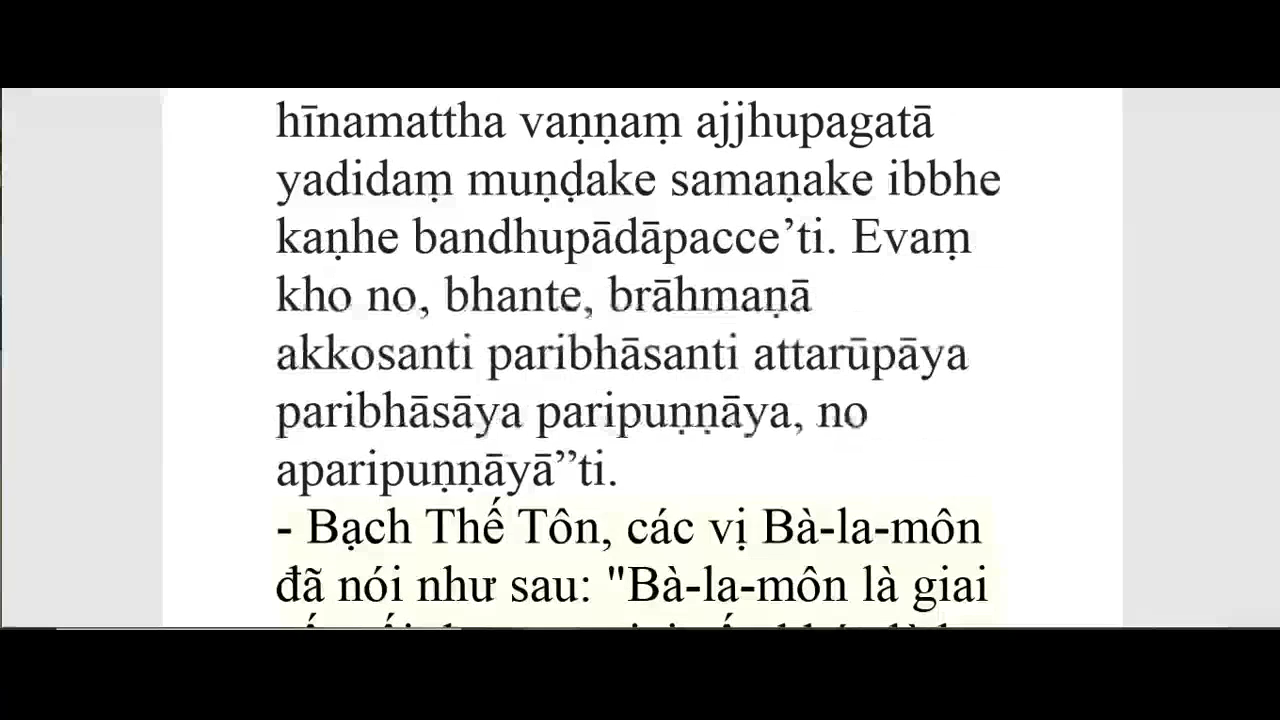 hīnamattha vaṇṇaṃ ajjhupagatā
yadidaṃ muṇḍake samaṇake ibbhe
kaṇhe bandhupādāpacce’ti. Evaṃ
kho no, bhante, brāhmaṇā
akkosanti paribhāsanti attarūpāya
paribhāsāya paripuṇṇāya, no
aparipuṇṇāyā”ti.
- Bạch Thế Tôn, các vị Bà-la-môn
đã nói như sau: "Bà-la-môn là giai